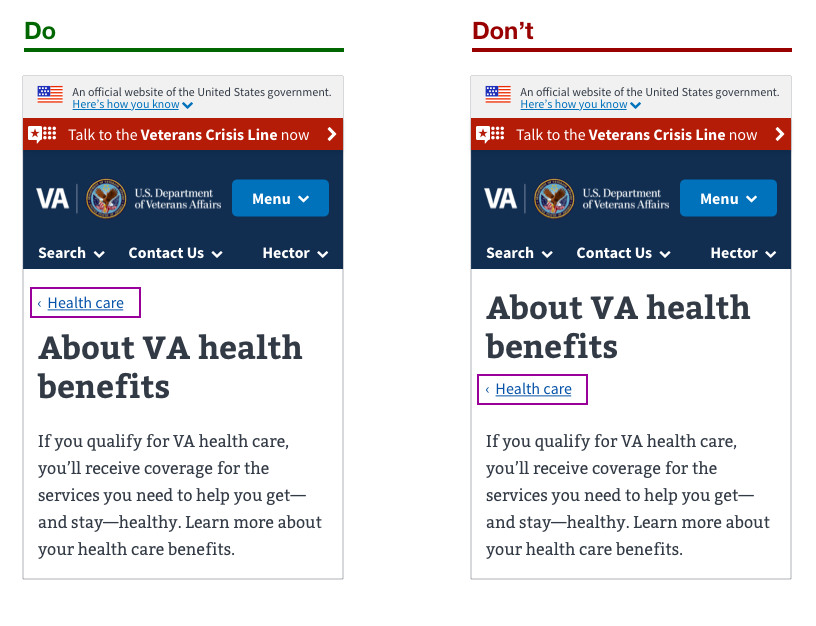 Do
An official website of the United States government.
Here’s how you know
Talk to the Veterans Crisis Line now
VA
U.S. Department
of Veterans Affairs
Menu
Search
Contact Us
Hector
‹ Health care
About VA health
benefits
If you qualify for VA health care,
you’ll receive coverage for the
services you need to help you get—
and stay—healthy. Learn more about
your health care benefits.
Don’t
An official website of the United States government.
Here’s how you know
Talk to the Veterans Crisis Line now
VA
U.S. Department
of Veterans Affairs
Menu
Search
Contact Us
Hector
About VA health
benefits
‹ Health care
If you qualify for VA health care,
you’ll receive coverage for the
services you need to help you get—
and stay—healthy. Learn more about
your health care benefits.